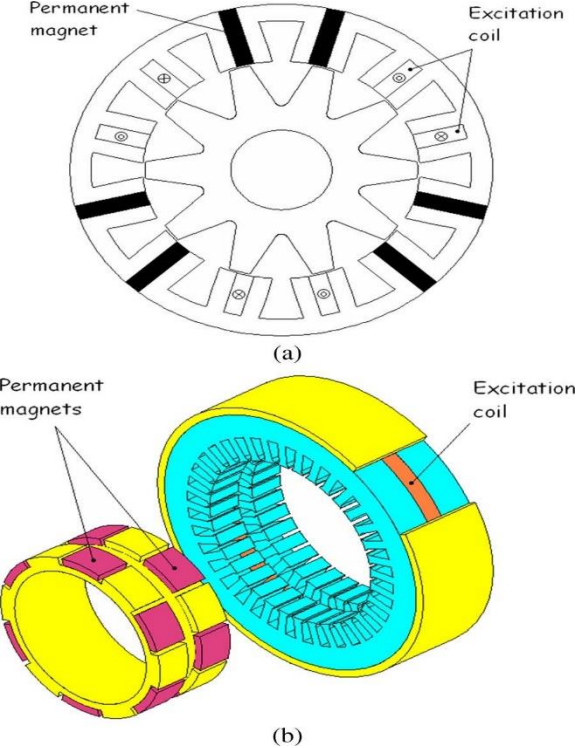 Permanent
magnet
Excitation
coil
(a)
Permanent
magnets
Excitation
coil
(b)